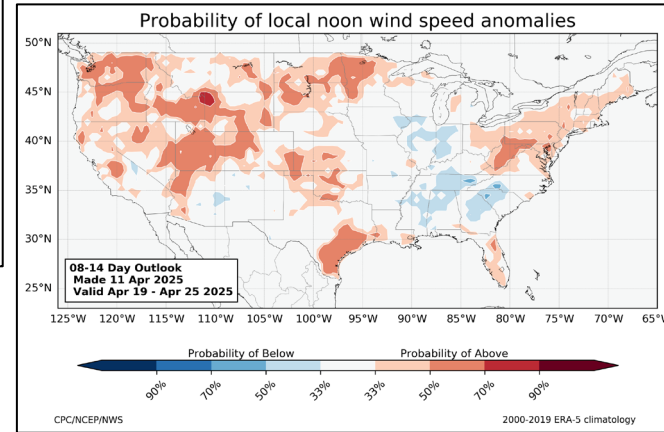 Probability of local noon wind speed anomalies
50°N
45°N
40°N
35°N
30°N
25°N
08-14 Day Outlook
Made 11 Apr 2025
Valid Apr 19 - Apr 25 2025
125°W 120°W 115°W 110°W 105°W 100°W 95°W 90°W 85°W 80°W 75°W 70°W 65°W
Probability of Below Probability of Above
90% 70% 50% 33% 33% 50% 70% 90%
CPC/NCEP/NWS 2000-2019 ERA-5 climatology